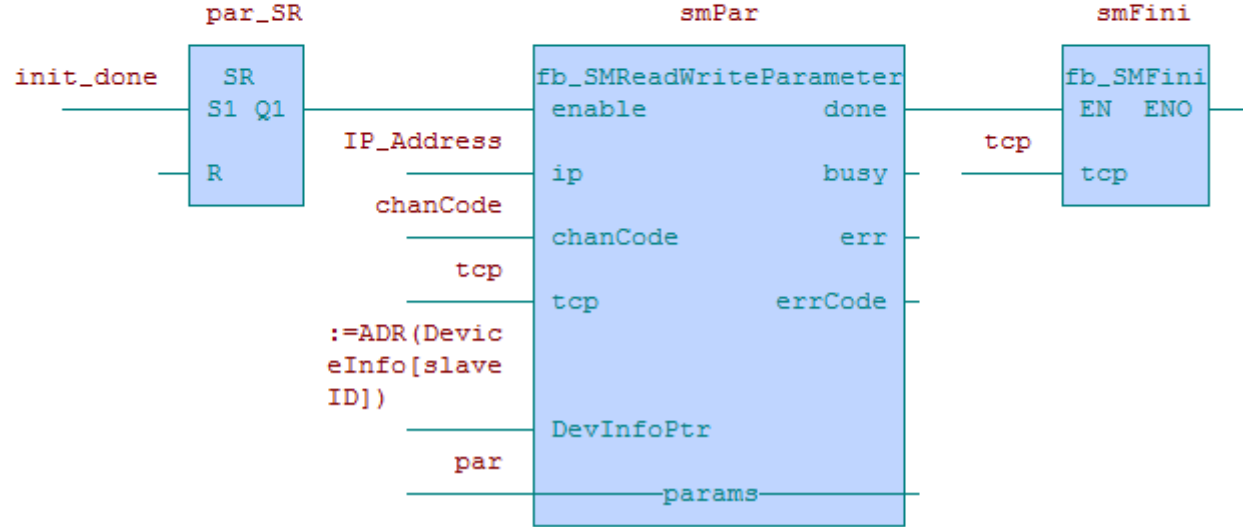 par_SR smPar smFini
init_done SR fb_SMReadWriteParameter fb_SMFini
S1 Q1 enable done EN ENO
IP_Address tcp
R ip busy tcp
chanCode
chanCode err
tcp
tcp errCode
:=ADR(Devic
eInfo[slave
ID])
DevInfoPtr
par
params